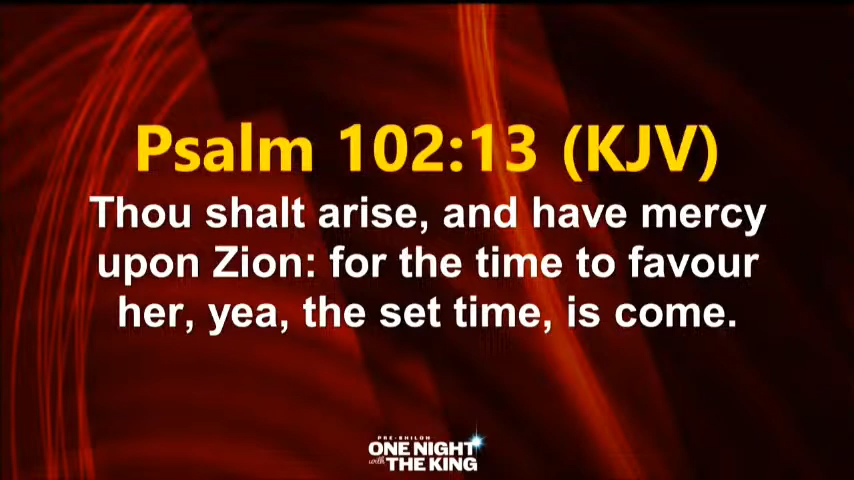 Psalm 102:13 (KJV)
Thou shalt arise, and have mercy
upon Zion: for the time to favour
her, yea, the set time, is come.
PRE-SHILOH
ONE NIGHT
with THE KING